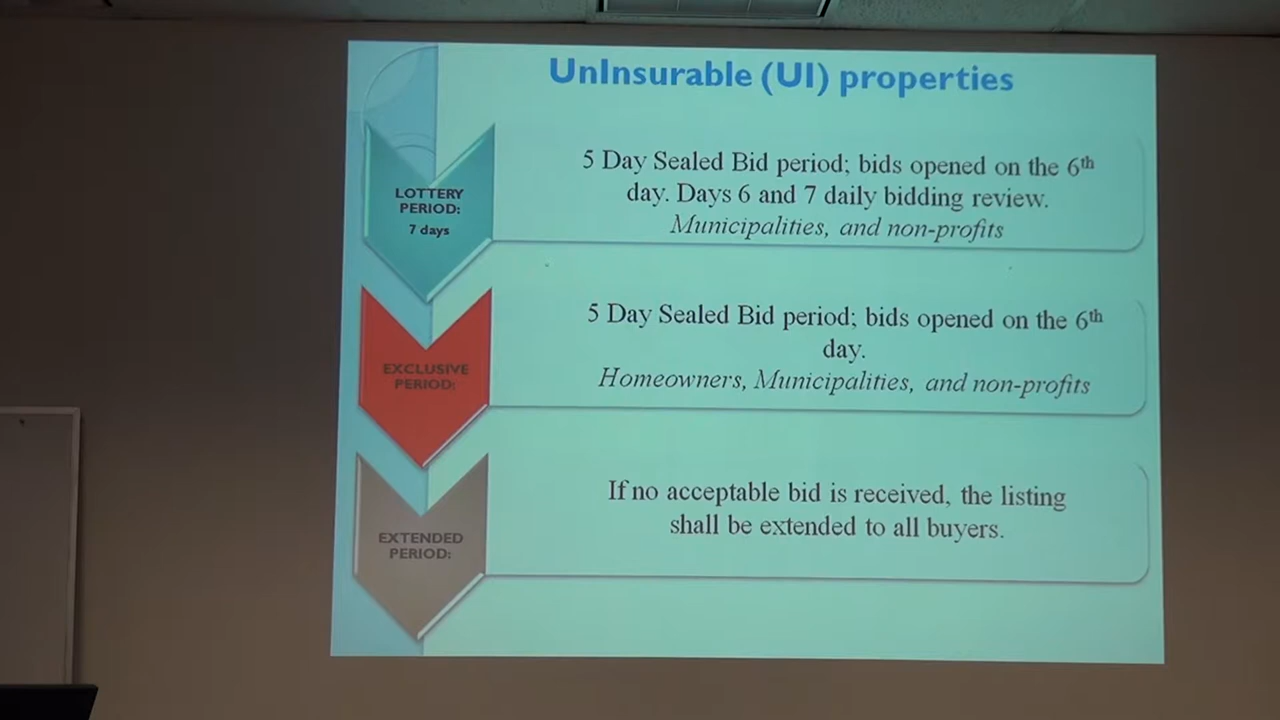 UnInsurable (UI) properties
LOTTERY
PERIOD:
7 days
5 Day Sealed Bid period; bids opened on the 6th
day. Days 6 and 7 daily bidding review.
Municipalities, and non-profits
EXCLUSIVE
PERIOD:
5 Day Sealed Bid period; bids opened on the 6th
day.
Homeowners, Municipalities, and non-profits
EXTENDED
PERIOD:
If no acceptable bid is received, the listing
shall be extended to all buyers.